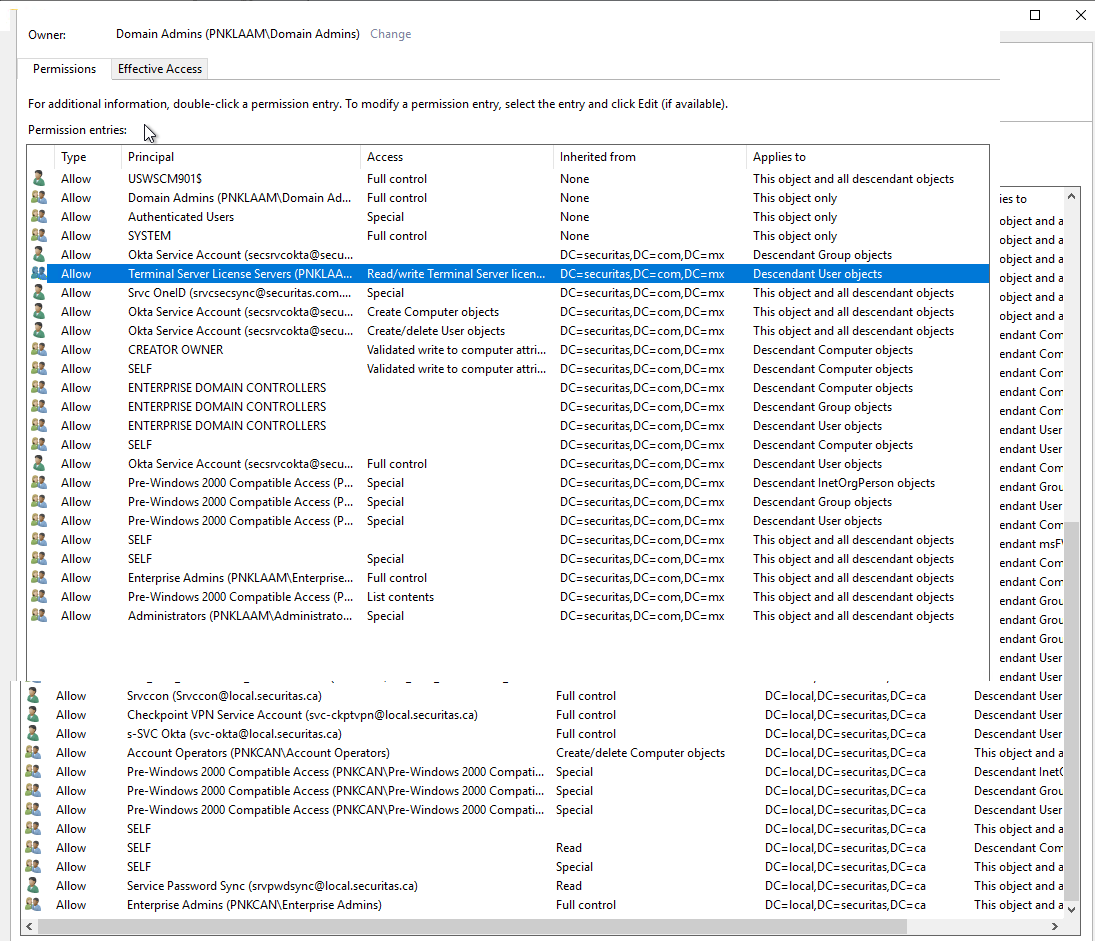 Owner: Domain Admins (PNKLAAM\Domain Admins) Change
Permissions Effective Access
For additional information, double-click a permission entry. To modify a permission entry, select the entry and click Edit (if available).
Permission entries:
Type Principal Access Inherited from Applies to
Allow USWSCM901$ Full control None This object and all descendant objects
Allow Domain Admins (PNKLAAM\Domain Ad... Full control None This object only
Allow Authenticated Users Special None This object only
Allow SYSTEM Full control None This object only
Allow Okta Service Account (secsrvcokta@secu... DC=securitas,DC=com,DC=mx Descendant Group objects
Allow Terminal Server License Servers (PNKLAA... Read/write Terminal Server licen... DC=securitas,DC=com,DC=mx Descendant User objects
Allow Srvc OneID (srvcsecsync@securitas.com.... Special DC=securitas,DC=com,DC=mx This object and all descendant objects
Allow Okta Service Account (secsrvcokta@secu... Create Computer objects DC=securitas,DC=com,DC=mx This object and all descendant objects
Allow Okta Service Account (secsrvcokta@secu... Create/delete User objects DC=securitas,DC=com,DC=mx This object and all descendant objects
Allow CREATOR OWNER Validated write to computer attri... DC=securitas,DC=com,DC=mx Descendant Computer objects
Allow SELF Validated write to computer attri... DC=securitas,DC=com,DC=mx Descendant Computer objects
Allow ENTERPRISE DOMAIN CONTROLLERS DC=securitas,DC=com,DC=mx Descendant Computer objects
Allow ENTERPRISE DOMAIN CONTROLLERS DC=securitas,DC=com,DC=mx Descendant Group objects
Allow ENTERPRISE DOMAIN CONTROLLERS DC=securitas,DC=com,DC=mx Descendant User objects
Allow SELF DC=securitas,DC=com,DC=mx Descendant Computer objects
Allow Okta Service Account (secsrvcokta@secu... Full control DC=securitas,DC=com,DC=mx Descendant User objects
Allow Pre-Windows 2000 Compatible Access (P... Special DC=securitas,DC=com,DC=mx Descendant InetOrgPerson objects
Allow Pre-Windows 2000 Compatible Access (P... Special DC=securitas,DC=com,DC=mx Descendant Group objects
Allow Pre-Windows 2000 Compatible Access (P... Special DC=securitas,DC=com,DC=mx Descendant User objects
Allow SELF DC=securitas,DC=com,DC=mx This object and all descendant objects
Allow SELF Special DC=securitas,DC=com,DC=mx This object and all descendant objects
Allow Enterprise Admins (PNKLAAM\Enterprise... Full control DC=securitas,DC=com,DC=mx This object and all descendant objects
Allow Pre-Windows 2000 Compatible Access (P... List contents DC=securitas,DC=com,DC=mx This object and all descendant objects
Allow Administrators (PNKLAAM\Administrato... Special DC=securitas,DC=com,DC=mx This object and all descendant objects
ies to
object and a
object and a
object and a
object and a
object and a
object and a
endant Com
endant Com
endant Com
endant Com
endant Com
endant User
endant User
endant Com
endant Grou
endant User
endant Com
endant msF
endant Com
endant Com
endant Grou
endant Grou
endant Grou
endant User
endant User
Allow Srvccon (Srvccon@local.securitas.ca) Full control DC=local,DC=securitas,DC=ca Descendant User
Allow Checkpoint VPN Service Account (svc-ckptvpn@local.securitas.ca) Full control DC=local,DC=securitas,DC=ca Descendant User
Allow s-SVC Okta (svc-okta@local.securitas.ca) Full control DC=local,DC=securitas,DC=ca Descendant User
Allow Account Operators (PNKCAN\Account Operators) Create/delete Computer objects DC=local,DC=securitas,DC=ca This object and a
Allow Pre-Windows 2000 Compatible Access (PNKCAN\Pre-Windows 2000 Compati... Special DC=local,DC=securitas,DC=ca Descendant InetO
Allow Pre-Windows 2000 Compatible Access (PNKCAN\Pre-Windows 2000 Compati... Special DC=local,DC=securitas,DC=ca Descendant Grou
Allow Pre-Windows 2000 Compatible Access (PNKCAN\Pre-Windows 2000 Compati... Special DC=local,DC=securitas,DC=ca Descendant User
Allow SELF DC=local,DC=securitas,DC=ca This object and a
Allow SELF Read DC=local,DC=securitas,DC=ca Descendant Com
Allow SELF Special DC=local,DC=securitas,DC=ca This object and a
Allow Service Password Sync (srvpwdsync@local.securitas.ca) Read DC=local,DC=securitas,DC=ca This object and a
Allow Enterprise Admins (PNKCAN\Enterprise Admins) Full control DC=local,DC=securitas,DC=ca This object and a